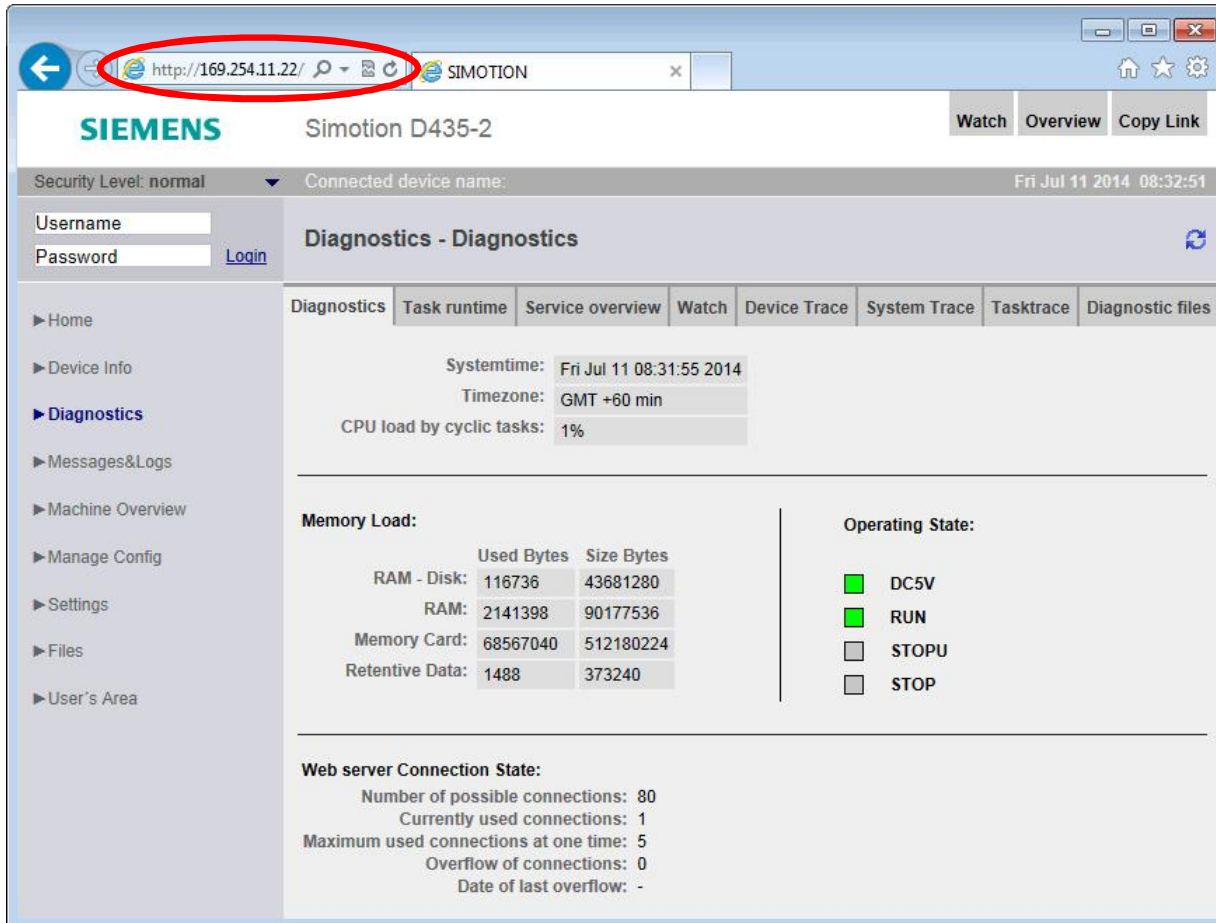 http://169.254.11.22/ SIMOTION
SIEMENS Simotion D435-2 Watch Overview Copy Link
Security Level: normal Connected device name: Fri Jul 11 2014 08:32:51
Username
Password Login
Diagnostics - Diagnostics
Diagnostics Task runtime Service overview Watch Device Trace System Trace Tasktrace Diagnostic files
►Home
►Device Info
►Diagnostics
►Messages&Logs
►Machine Overview
►Manage Config
►Settings
►Files
►User´s Area
Systemtime: Fri Jul 11 08:31:55 2014
Timezone: GMT +60 min
CPU load by cyclic tasks: 1%
Memory Load:
Used Bytes Size Bytes
RAM - Disk: 116736 43681280
RAM: 2141398 90177536
Memory Card: 68567040 512180224
Retentive Data: 1488 373240
Operating State:
DC5V
RUN
STOPU
STOP
Web server Connection State:
Number of possible connections: 80
Currently used connections: 1
Maximum used connections at one time: 5
Overflow of connections: 0
Date of last overflow: -